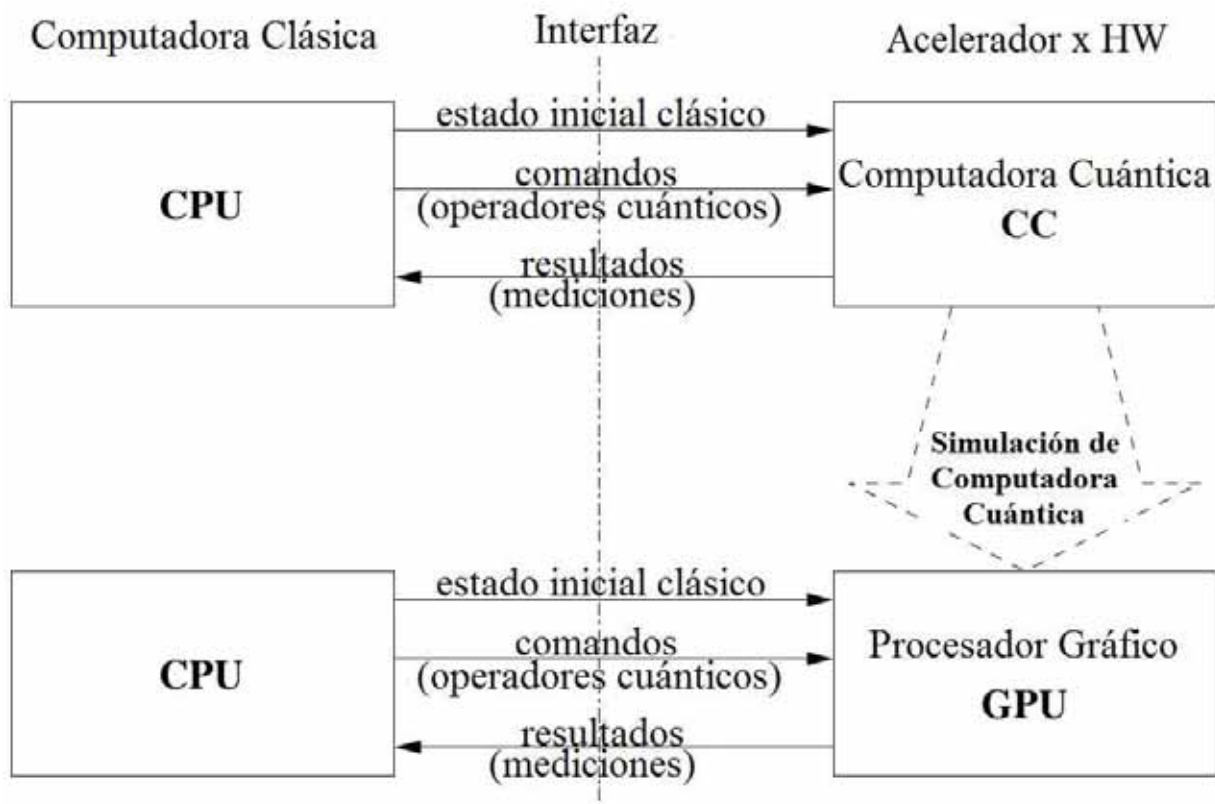 Computadora Clásica
Interfaz
Acelerador x HW
CPU
estado inicial clásico
comandos
(operadores cuánticos)
resultados
(mediciones)
Computadora Cuántica
CC
Simulación de
Computadora
Cuántica
CPU
estado inicial clásico
comandos
(operadores cuánticos)
resultados
(mediciones)
Procesador Gráfico
GPU